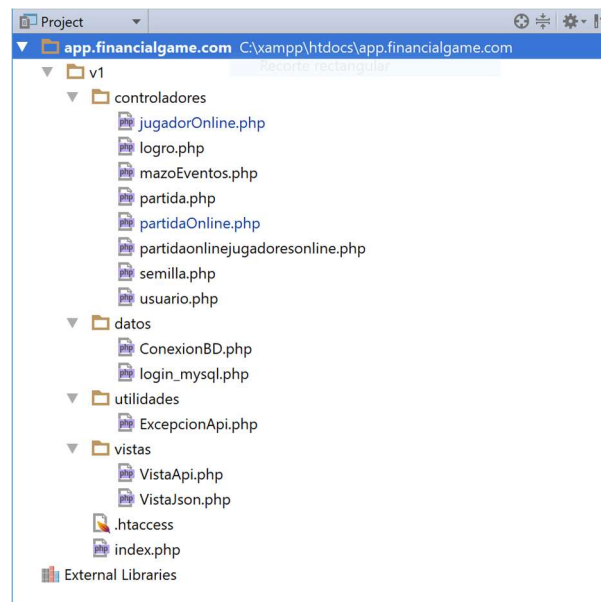 Project
app.financialgame.com C:\xampp\htdocs\app.financialgame.com
Recorte rectangular
v1
controladores
jugadorOnline.php
logro.php
mazoEventos.php
partida.php
partidaOnline.php
partidaonlinejugadoresonline.php
semilla.php
usuario.php
datos
ConexionBD.php
login_mysql.php
utilidades
ExcepcionApi.php
vistas
VistaApi.php
VistaJson.php
.htaccess
index.php
External Libraries